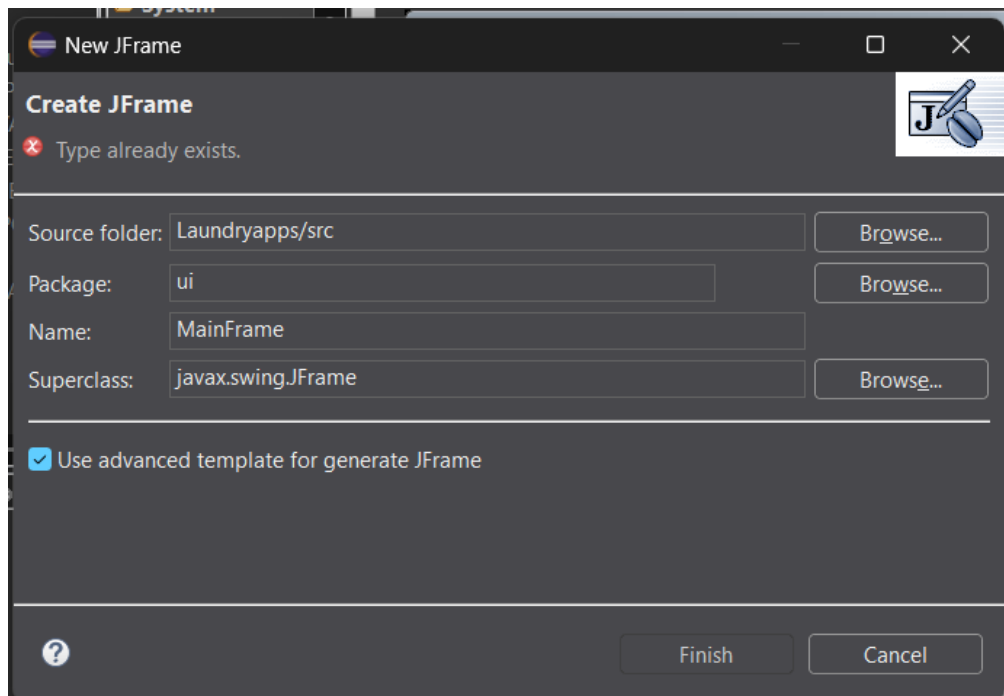 System
New JFrame
Create JFrame
Type already exists.
Source folder: Laundryapps/src Browse...
Package: ui Browse...
Name: MainFrame
Superclass: javax.swing.JFrame Browse...
Use advanced template for generate JFrame
Finish Cancel